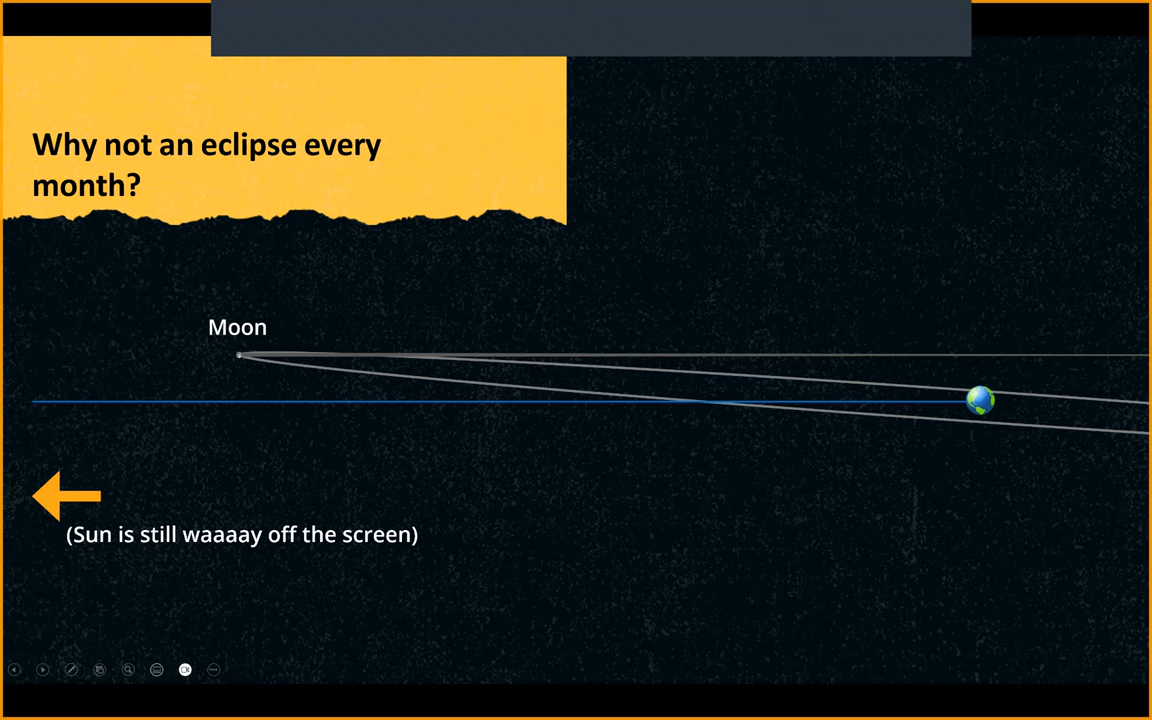 Why not an eclipse every
month?
Moon
(Sun is still waaaay off the screen)